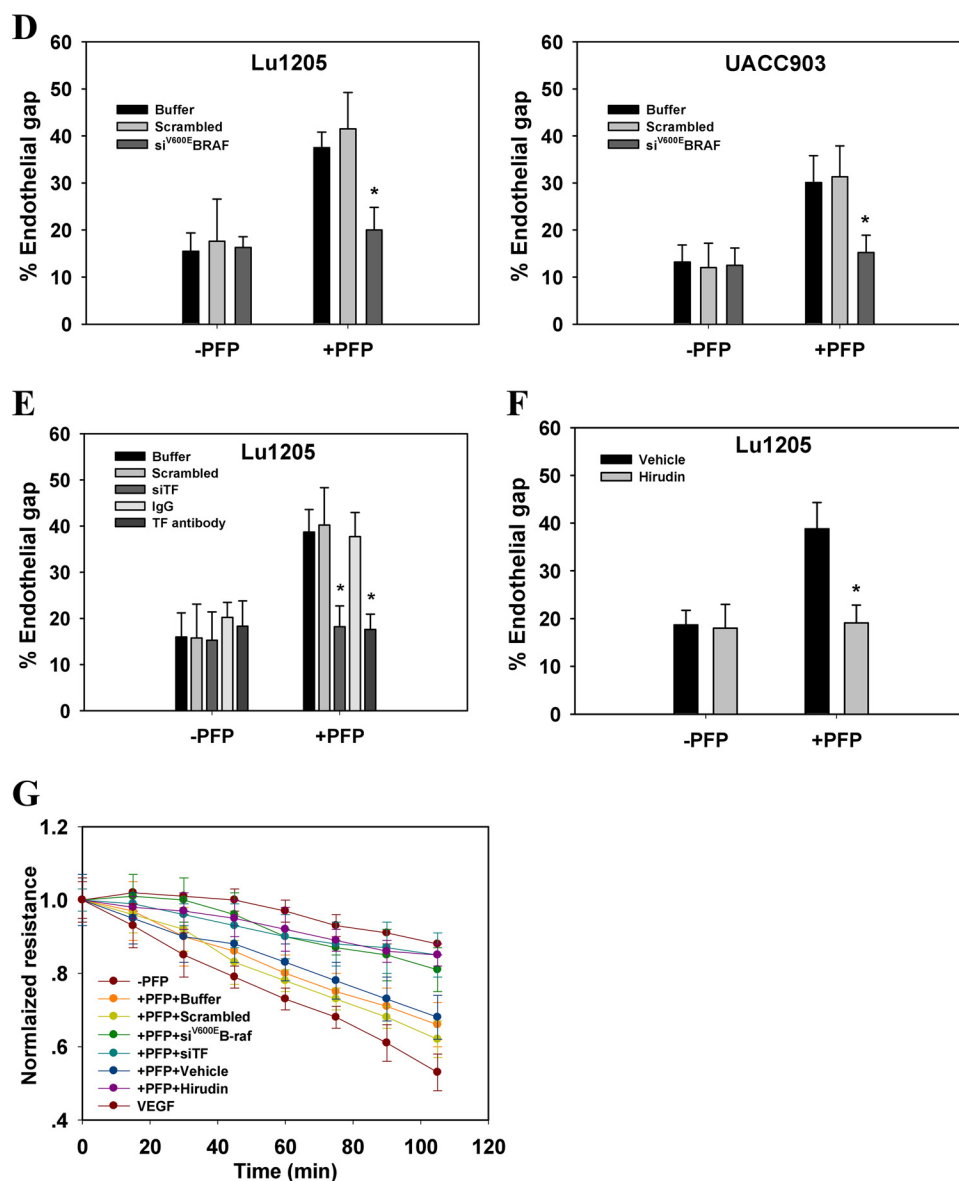 D
Lu1205
% Endothelial gap
60
50
40
30
20
10
0
Buffer
Scrambled
siV600EBRAF
*
-PFP
+PFP
UACC903
% Endothelial gap
60
50
40
30
20
10
0
Buffer
Scrambled
siV600EBRAF
*
-PFP
+PFP
E
Lu1205
% Endothelial gap
60
50
40
30
20
10
0
Buffer
Scrambled
siTF
IgG
TF antibody
*
*
-PFP
+PFP
F
Lu1205
% Endothelial gap
60
50
40
30
20
10
0
Vehicle
Hirudin
*
-PFP
+PFP
G
Normlaized resistance
1.2
1.0
.8
.6
.4
-PFP
+PFP+Buffer
+PFP+Scrambled
+PFP+siV600EB-raf
+PFP+siTF
+PFP+Vehicle
+PFP+Hirudin
VEGF
0 20 40 60 80 100 120
Time (min)